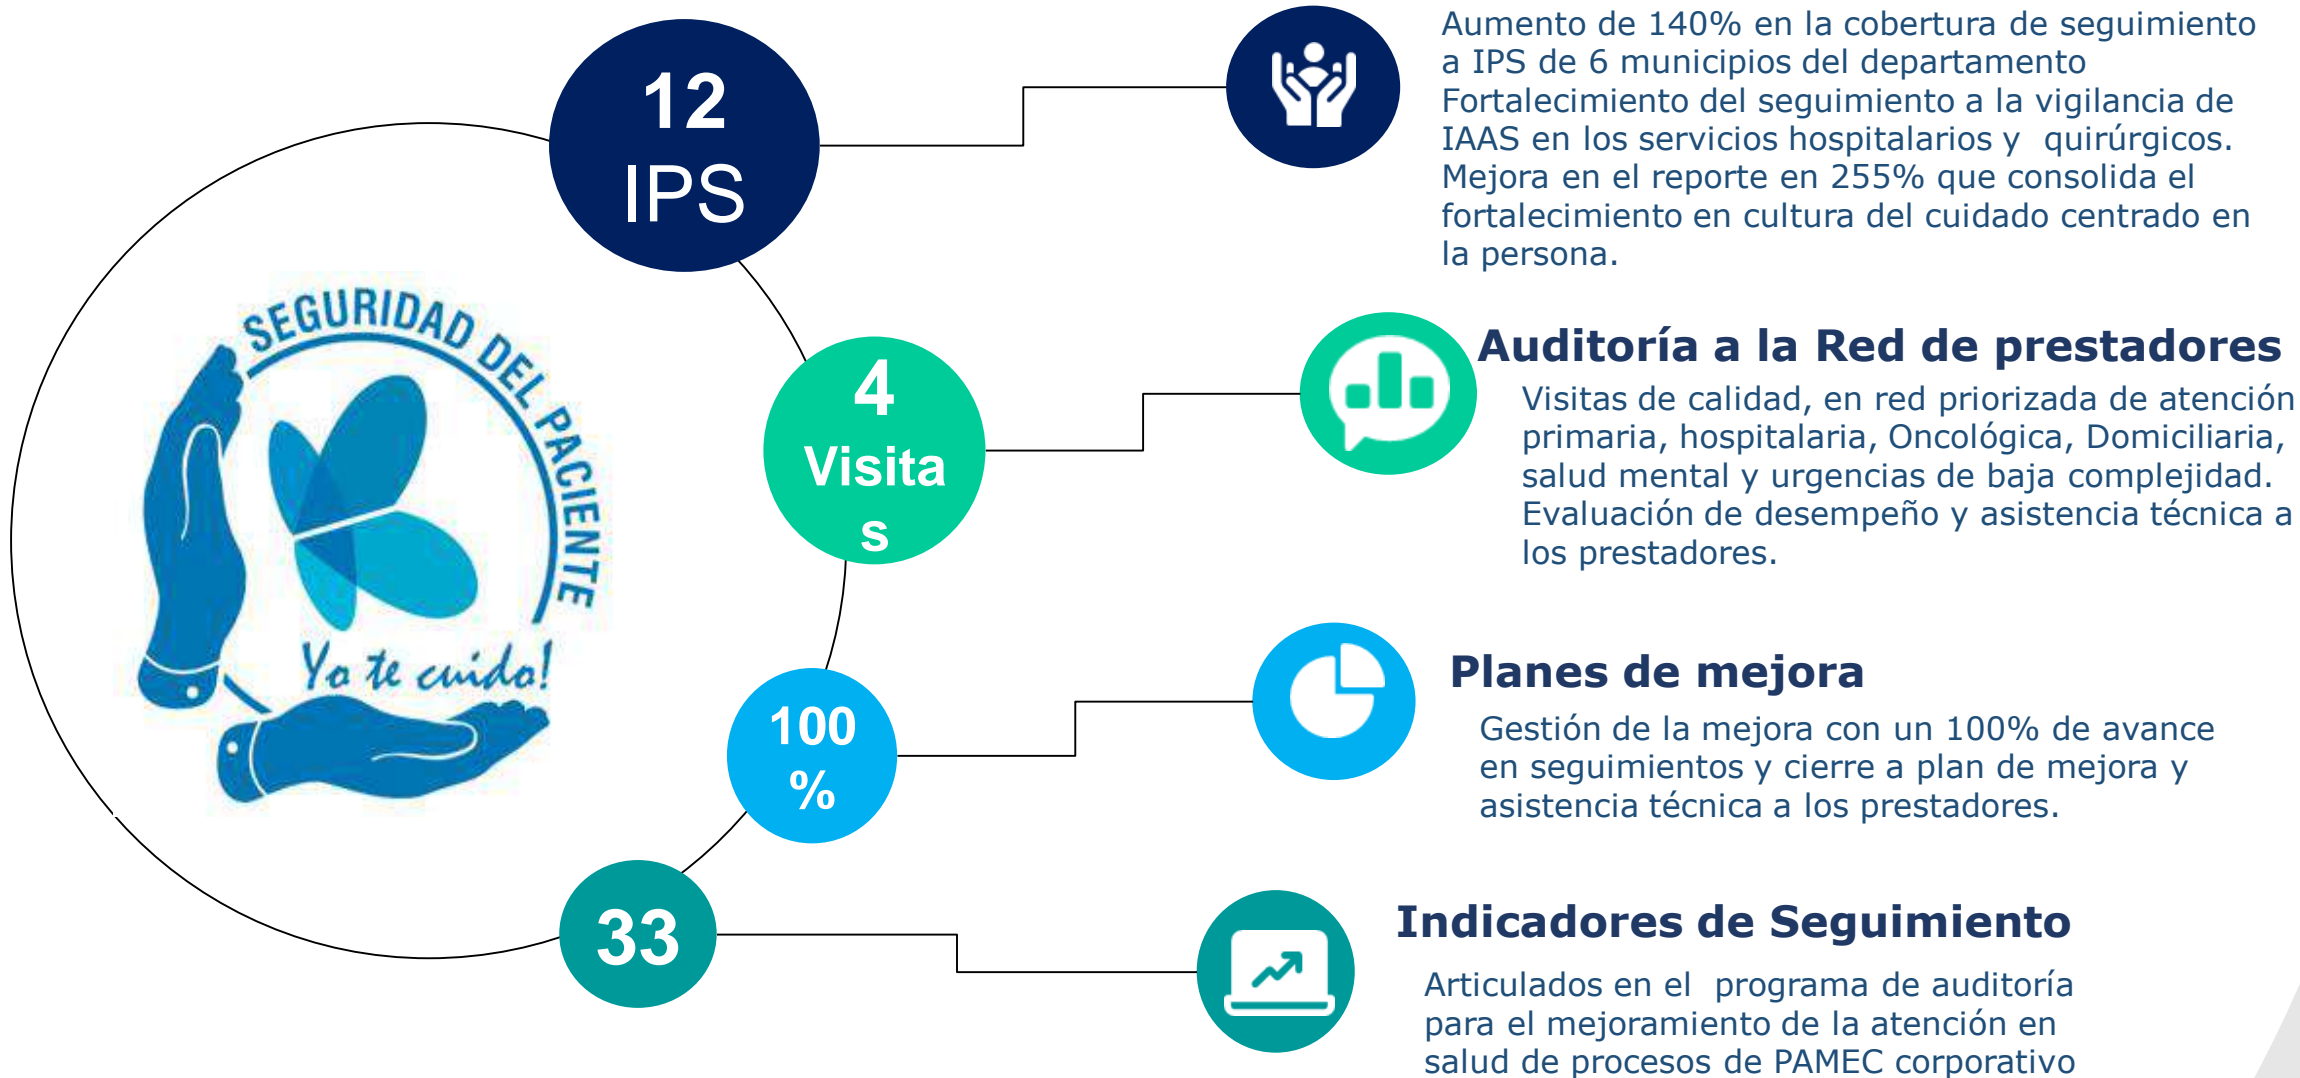 12
IPS
Aumento de 140% en la cobertura de seguimiento
a IPS de 6 municipios del departamento
Fortalecimiento del seguimiento a la vigilancia de
IAAS en los servicios hospitalarios y quirúrgicos.
Mejora en el reporte en 255% que consolida el
fortalecimiento en cultura del cuidado centrado en
la persona.
SEGURIDAD DEL PACIENTE
Yo te cuido!
4
Visita
s
Auditoría a la Red de prestadores
Visitas de calidad, en red priorizada de atención
primaria, hospitalaria, Oncológica, Domiciliaria,
salud mental y urgencias de baja complejidad.
Evaluación de desempeño y asistencia técnica a
los prestadores.
100
%
Planes de mejora
Gestión de la mejora con un 100% de avance
en seguimientos y cierre a plan de mejora y
asistencia técnica a los prestadores.
33
Indicadores de Seguimiento
Articulados en el programa de auditoría
para el mejoramiento de la atención en
salud de procesos de PAMEC corporativo